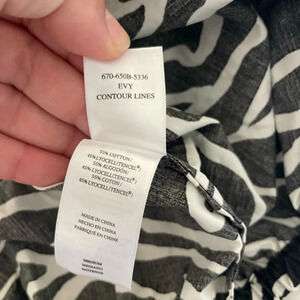 670-650B-5336
EVY
CONTOUR LINES
55% COTTON/
45% LYOCELL(TENCEL®)
55% ALGODÓN/
45% LYOCELL(TENCEL®)
55% COTON/
45% LYOCELL(TENCEL®)
MADE IN CHINA
HECHO EN CHINA
FABRIQUÉ EN CHINE